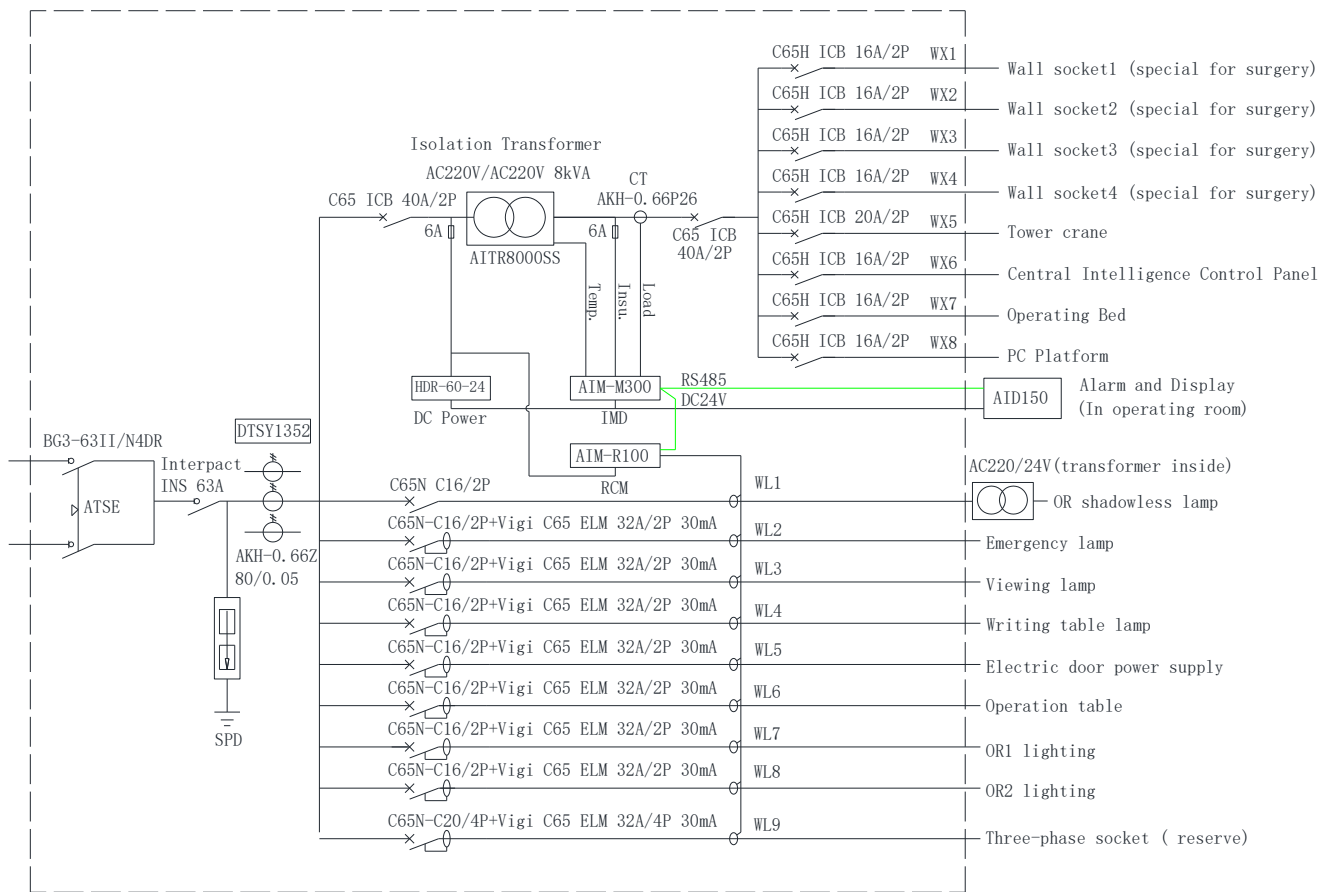 C65H ICB 16A/2P WX1
Wall socket1 (special for surgery)
C65H ICB 16A/2P WX2
Wall socket2 (special for surgery)
C65H ICB 16A/2P WX3
Wall socket3 (special for surgery)
C65H ICB 16A/2P WX4
Wall socket4 (special for surgery)
C65H ICB 20A/2P WX5
Tower crane
C65H ICB 16A/2P WX6
Central Intelligence Control Panel
C65H ICB 16A/2P WX7
Operating Bed
C65H ICB 16A/2P WX8
PC Platform
Isolation Transformer
AC220V/AC220V 8kVA
C65 ICB 40A/2P
6A
AITR8000SS
CT
AKH-0.66P26
6A
C65 ICB
40A/2P
Temp.
Insu.
Load
HDR-60-24
DC Power
AIM-M300
IMD
RS485
DC24V
AID150
Alarm and Display
(In operating room)
AIM-R100
RCM
BG3-63II/N4DR
ATSE
Interpact
INS 63A
DTSY1352
AKH-0.66Z
80/0.05
SPD
C65N C16/2P
WL1
AC220/24V(transformer inside)
OR shadowless lamp
C65N-C16/2P+Vigi C65 ELM 32A/2P 30mA
WL2
Emergency lamp
C65N-C16/2P+Vigi C65 ELM 32A/2P 30mA
WL3
Viewing lamp
C65N-C16/2P+Vigi C65 ELM 32A/2P 30mA
WL4
Writing table lamp
C65N-C16/2P+Vigi C65 ELM 32A/2P 30mA
WL5
Electric door power supply
C65N-C16/2P+Vigi C65 ELM 32A/2P 30mA
WL6
Operation table
C65N-C16/2P+Vigi C65 ELM 32A/2P 30mA
WL7
OR1 lighting
C65N-C16/2P+Vigi C65 ELM 32A/2P 30mA
WL8
OR2 lighting
C65N-C20/4P+Vigi C65 ELM 32A/4P 30mA
WL9
Three-phase socket ( reserve)